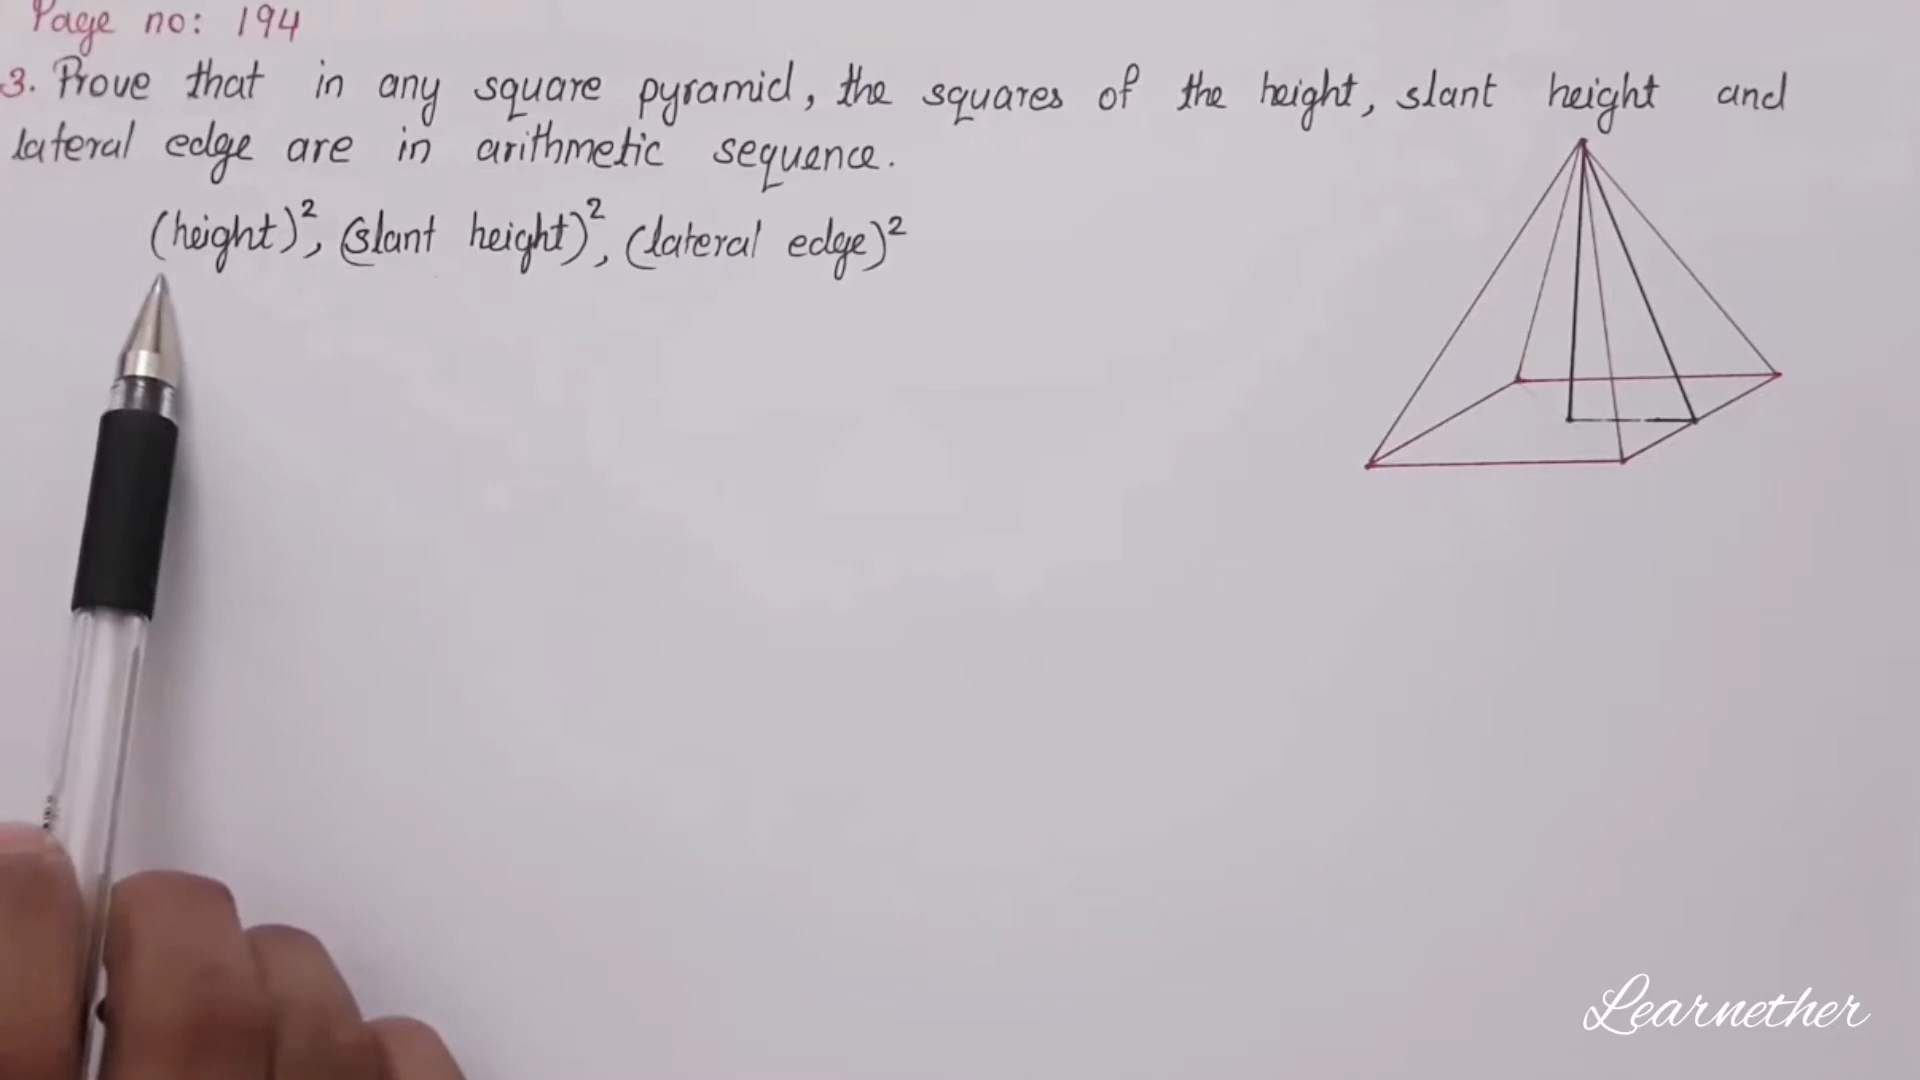 Page no: 194
3. Prove that in any square pyramid, the squares of the height, slant height and
lateral edge are in arithmetic sequence.
(height)², (slant height)², (lateral edge)²
Learnether